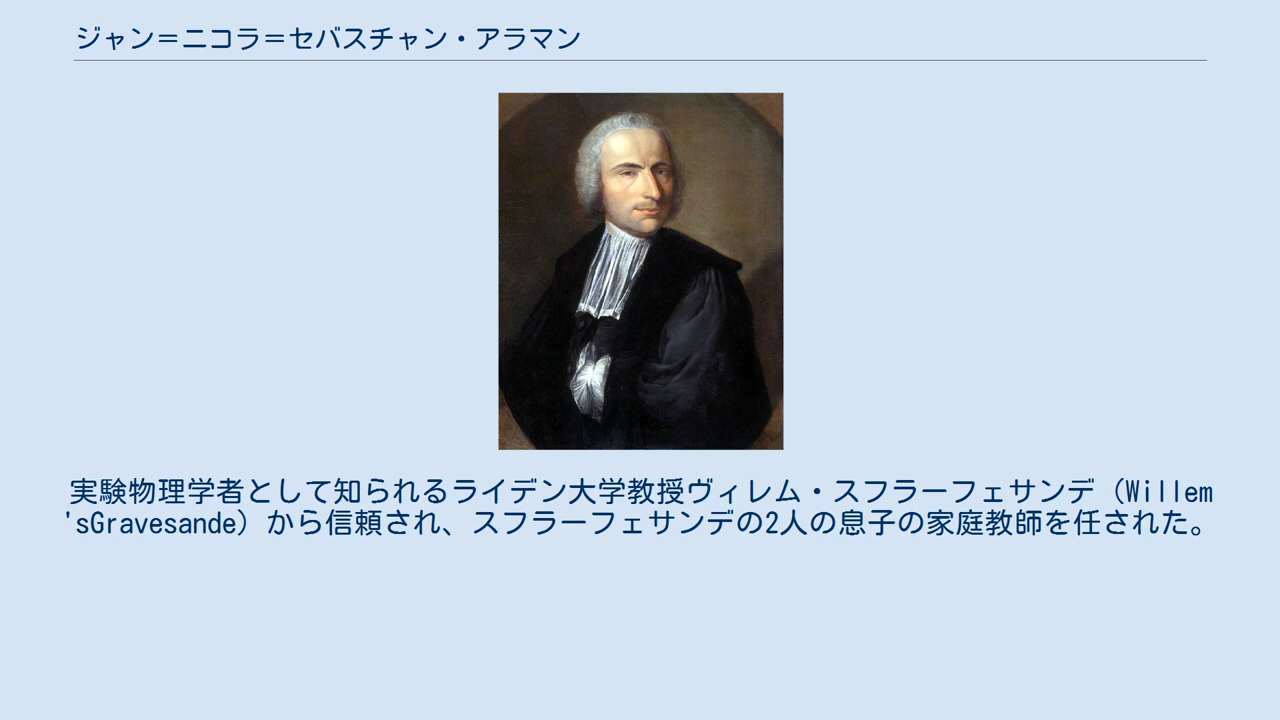 ジャン＝ニコラ＝セバスチャン・アラマン
実験物理学者として知られるライデン大学教授ヴィレム・スフラーフェサンデ（Willem
'sGravesande）から信頼され、スフラーフェサンデの2人の息子の家庭教師を任された。